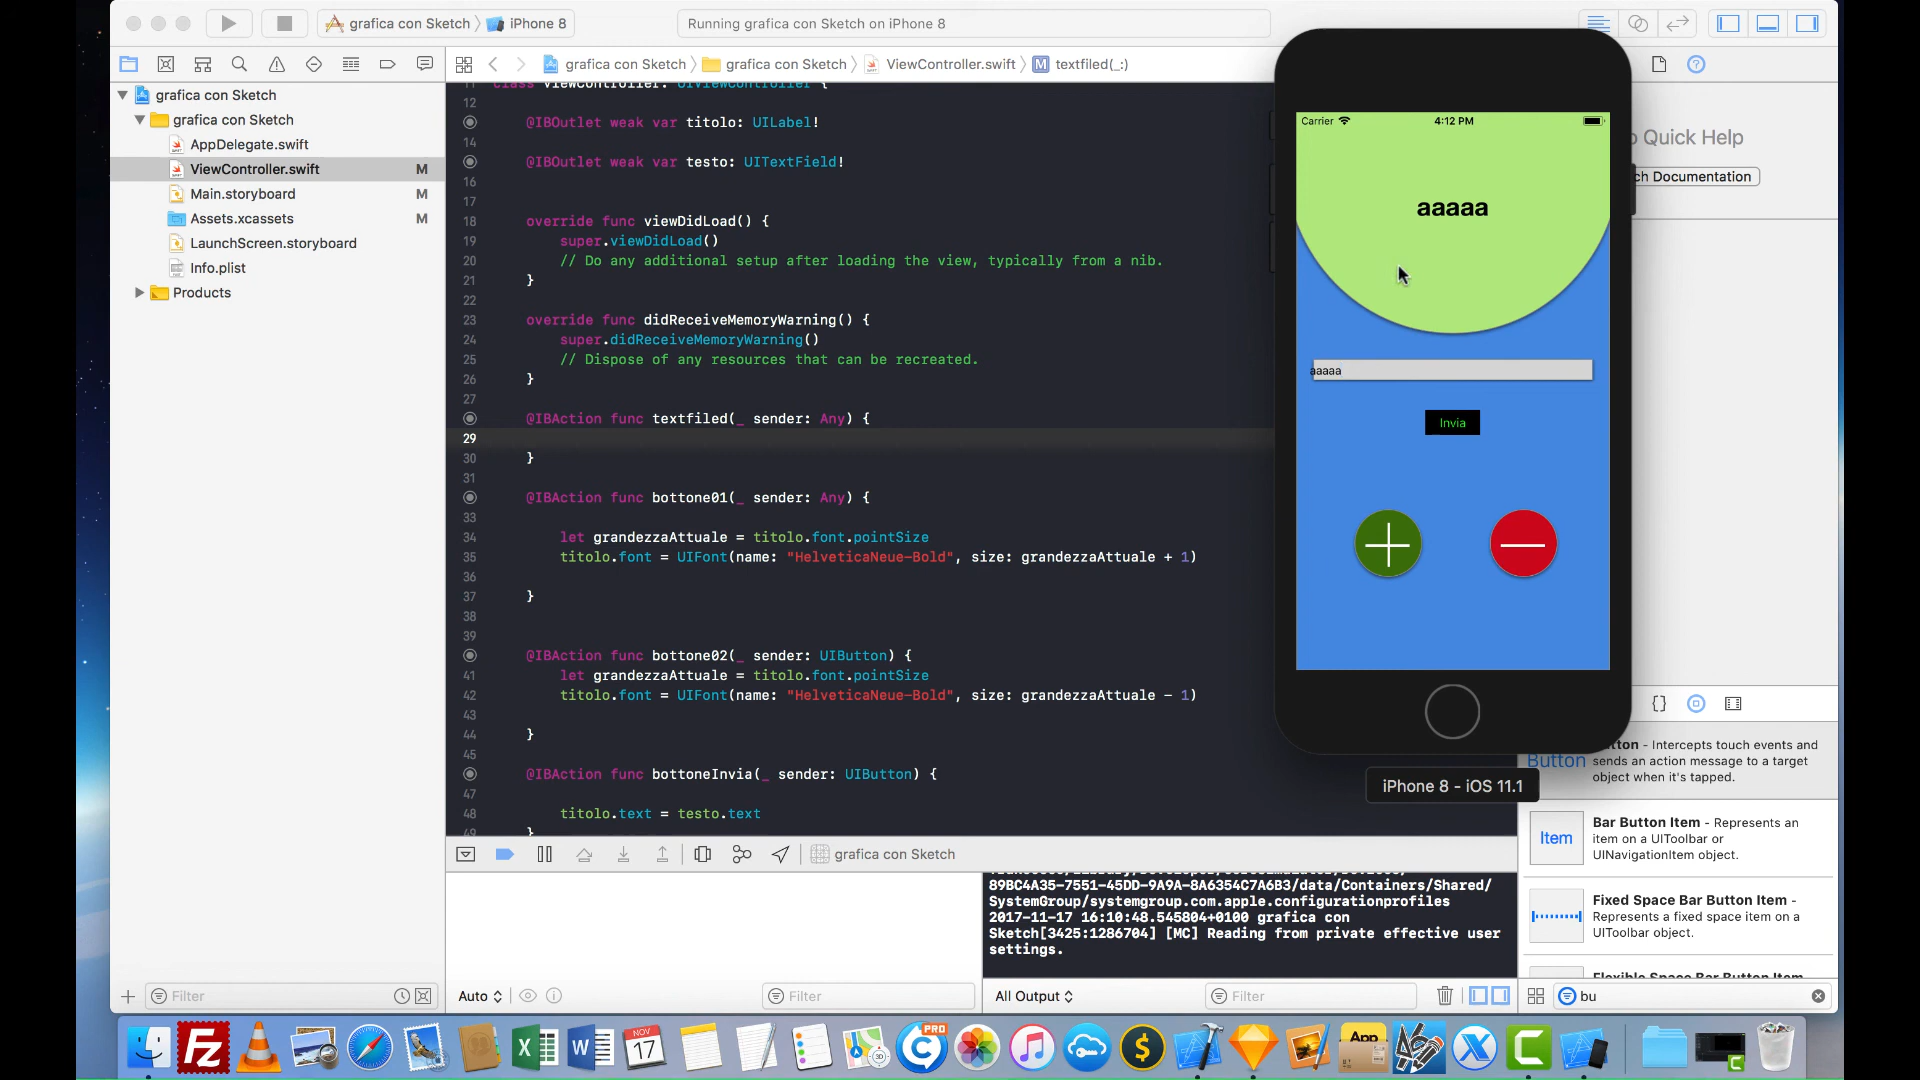 grafica con Sketch
iPhone 8
Running grafica con Sketch on iPhone 8
grafica con Sketch
grafica con Sketch
ViewController.swift
M
textfiled(_:)
grafica con Sketch
grafica con Sketch
AppDelegate.swift
ViewController.swift M
Main.storyboard M
Assets.xcassets M
LaunchScreen.storyboard
Info.plist
Products
12
@IBOutlet weak var titolo: UILabel!
14
@IBOutlet weak var testo: UITextField!
16
17
18 override func viewDidLoad() {
19 super.viewDidLoad()
20 // Do any additional setup after loading the view, typically from a nib.
21 }
22
23 override func didReceiveMemoryWarning() {
24 super.didReceiveMemoryWarning()
25 // Dispose of any resources that can be recreated.
26 }
27
@IBAction func textfiled(_ sender: Any) {
29
30 }
31
@IBAction func bottone01(_ sender: Any) {
33
34 let grandezzaAttuale = titolo.font.pointSize
35 titolo.font = UIFont(name: "HelveticaNeue-Bold", size: grandezzaAttuale + 1)
36
37 }
38
39
@IBAction func bottone02(_ sender: UIButton) {
41 let grandezzaAttuale = titolo.font.pointSize
42 titolo.font = UIFont(name: "HelveticaNeue-Bold", size: grandezzaAttuale - 1)
43
44 }
45
@IBAction func bottoneInvia(_ sender: UIButton) {
47
48 titolo.text = testo.text
49 }
Carrier
4:12 PM
aaaaa
aaaaa
Invia
iPhone 8 - iOS 11.1
Quick Help
Documentation
{}
Button
- Intercepts touch events and
sends an action message to a target
object when it's tapped.
Item
Bar Button Item - Represents an
item on a UIToolbar or
UINavigationItem object.
Fixed Space Bar Button Item -
Represents a fixed space item on a
UIToolbar object.
Flexible Space Bar Button Item
bu
grafica con Sketch
89BC4A35-7551-45DD-9A9A-8A6354C7A6B3/data/Containers/Shared/
SystemGroup/systemgroup.com.apple.configurationprofiles
2017-11-17 16:10:48.545804+0100 grafica con
Sketch[3425:1286704] [MC] Reading from private effective user
settings.
Filter
Auto
Filter
All Output
Filter
Fz
X
W
NOV
17
3D
PRO
C
$
App
X
C